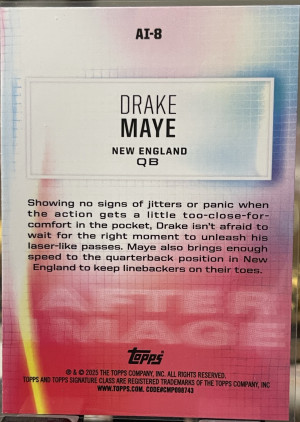 AI-8
DRAKE
MAYE
NEW ENGLAND
QB
Showing no signs of jitters or panic when
the action gets a little too-close-for-
comfort in the pocket, Drake isn't afraid to
wait for the right moment to unleash his
laser-like passes. Maye also brings enough
speed to the quarterback position in New
England to keep linebackers on their toes.
Topps
® & © 2025 THE TOPPS COMPANY, INC. ALL RIGHTS RESERVED.
TOPPS AND TOPPS SIGNATURE CLASS ARE REGISTERED TRADEMARKS OF THE TOPPS COMPANY, INC
WWW.TOPPS.COM. CODE#CMP098743